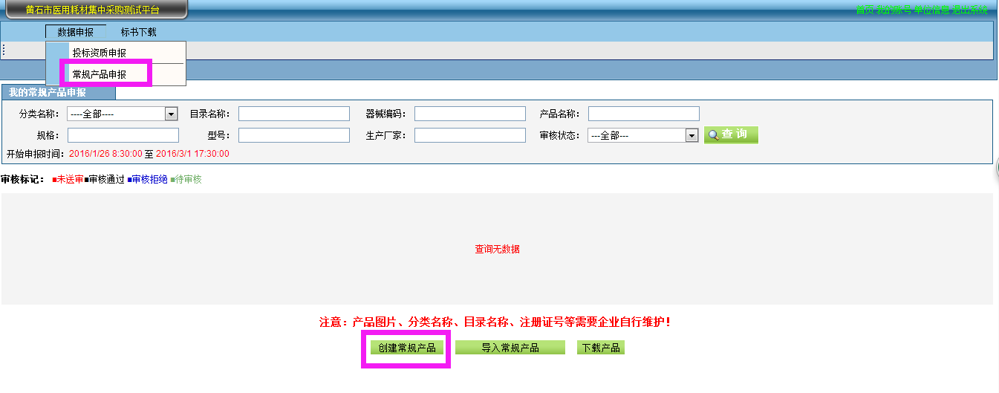 黄石市医用耗材集中采购测试平台
首页 我的账号 单位信息 退出系统
数据申报 标书下载
投标资质申报
常规产品申报
我的常规产品申报
分类名称： ----全部---- 目录名称： 器械编码： 产品名称：
规格： 型号： 生产厂家： 审核状态： ---全部--- 查 询
开始申报时间： 2016/1/26 8:30:00 至 2016/3/1 17:30:00
审核标记： ■未送审■审核通过 ■审核拒绝 ■待审核
查询无数据
注意：产品图片、分类名称、目录名称、注册证号等需要企业自行维护！
创建常规产品 导入常规产品 下载产品